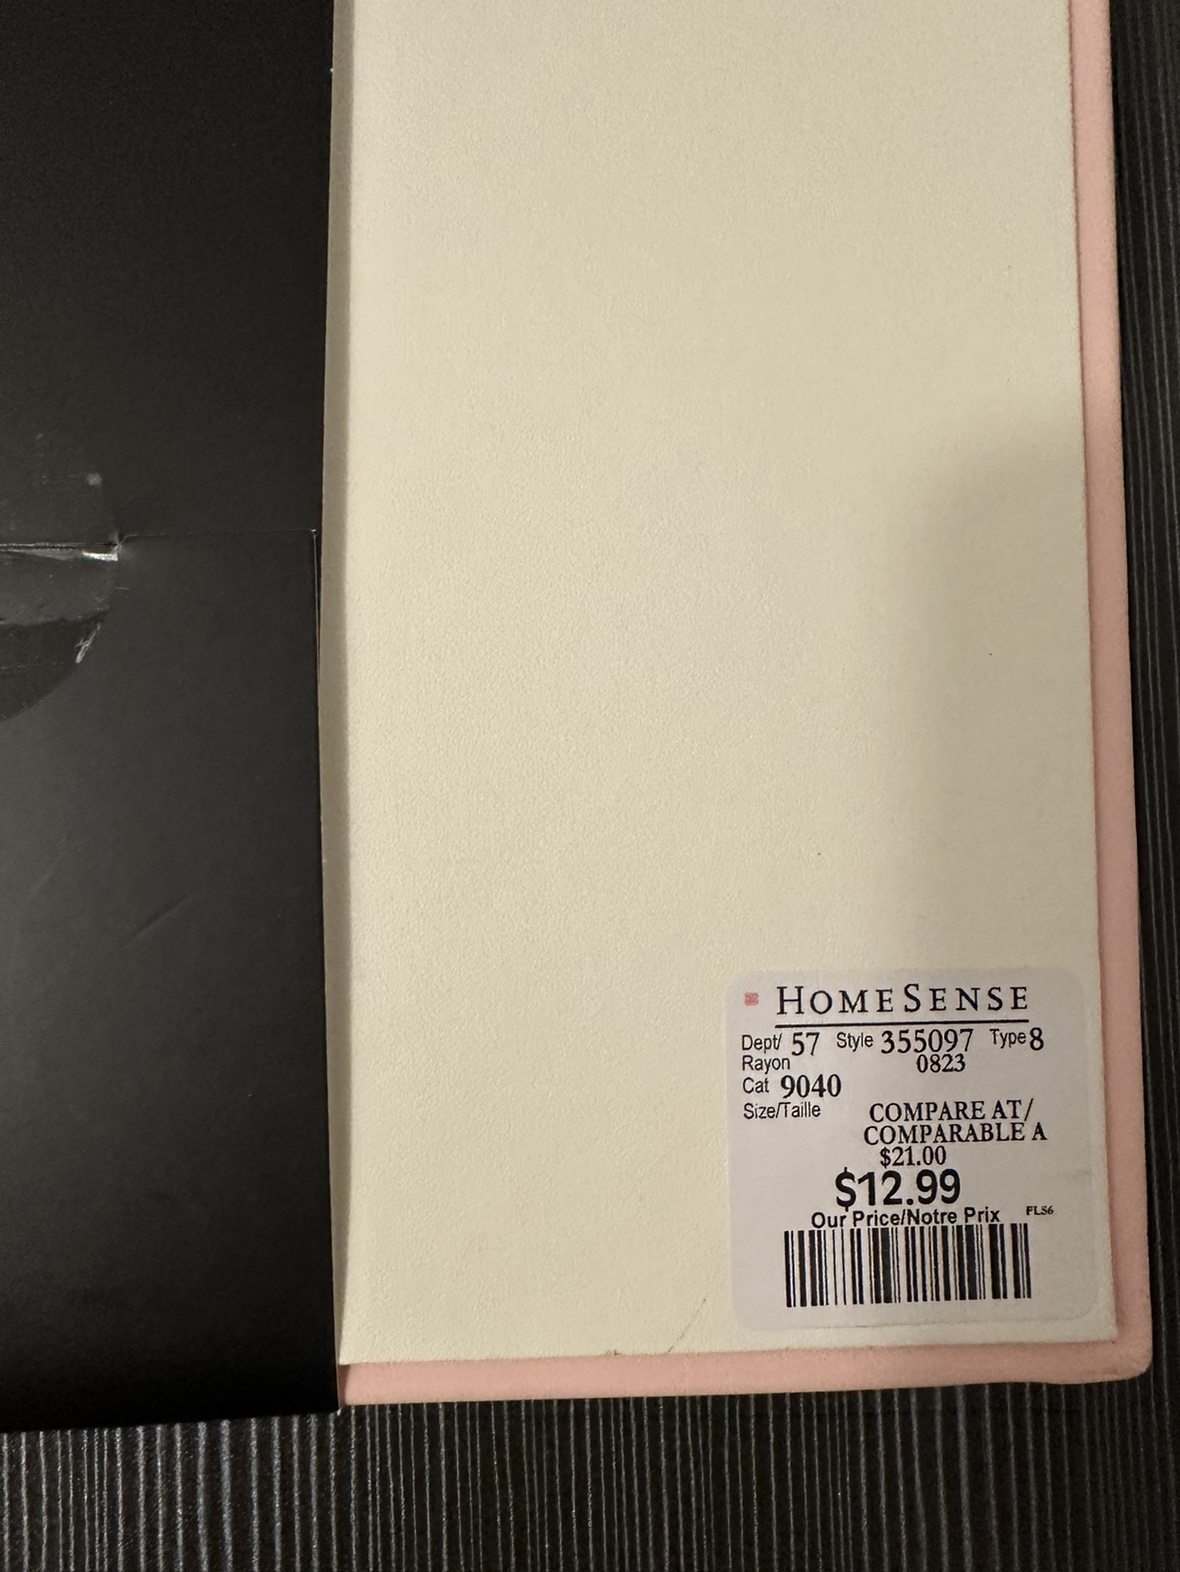 HOMESENSE
Dept/ 57 Style 355097 Type 8
Rayon 0823
Cat 9040
Size/Taille COMPARE AT/
COMPARABLE A
$21.00
$12.99
Our Price/Notre Prix FLS6